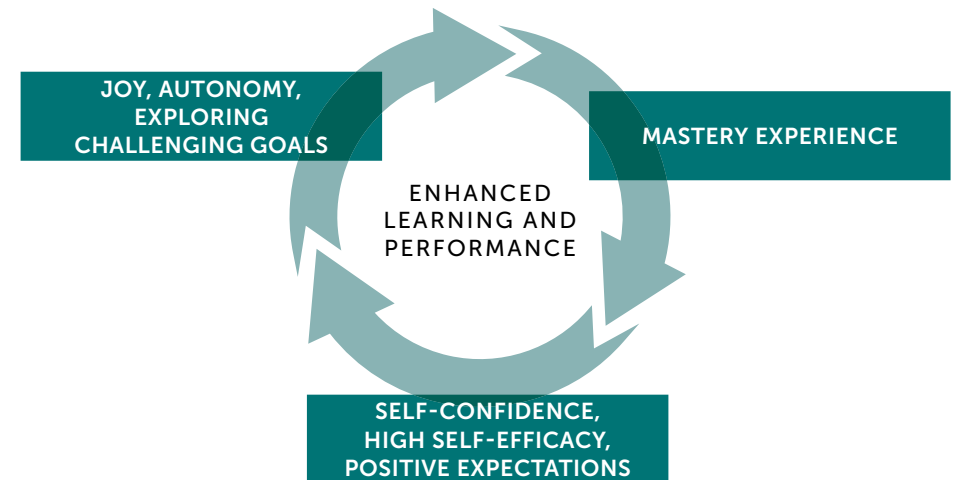 JOY, AUTONOMY,
EXPLORING
CHALLENGING GOALS
MASTERY EXPERIENCE
ENHANCED
LEARNING AND
PERFORMANCE
SELF-CONFIDENCE,
HIGH SELF-EFFICACY,
POSITIVE EXPECTATIONS